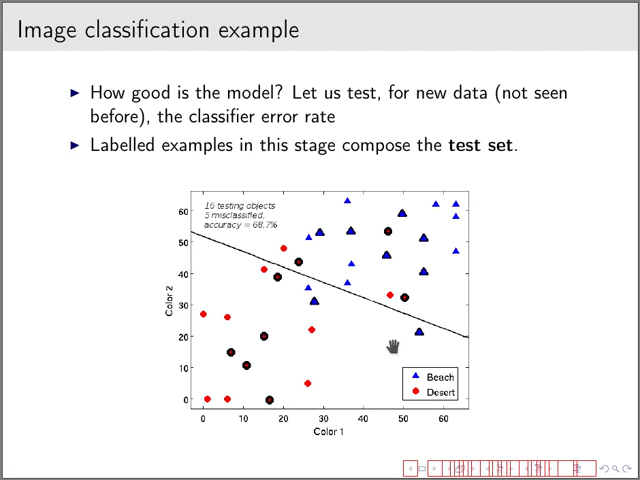 Image classification example
How good is the model? Let us test, for new data (not seen
before), the classifier error rate
Labelled examples in this stage compose the test set.
16 testing objects
5 misclassified,
accuracy = 68,7%
60
50
40
30
20
10
0
Color 2
0 10 20 30 40 50 60
Color 1
Beach
Desert